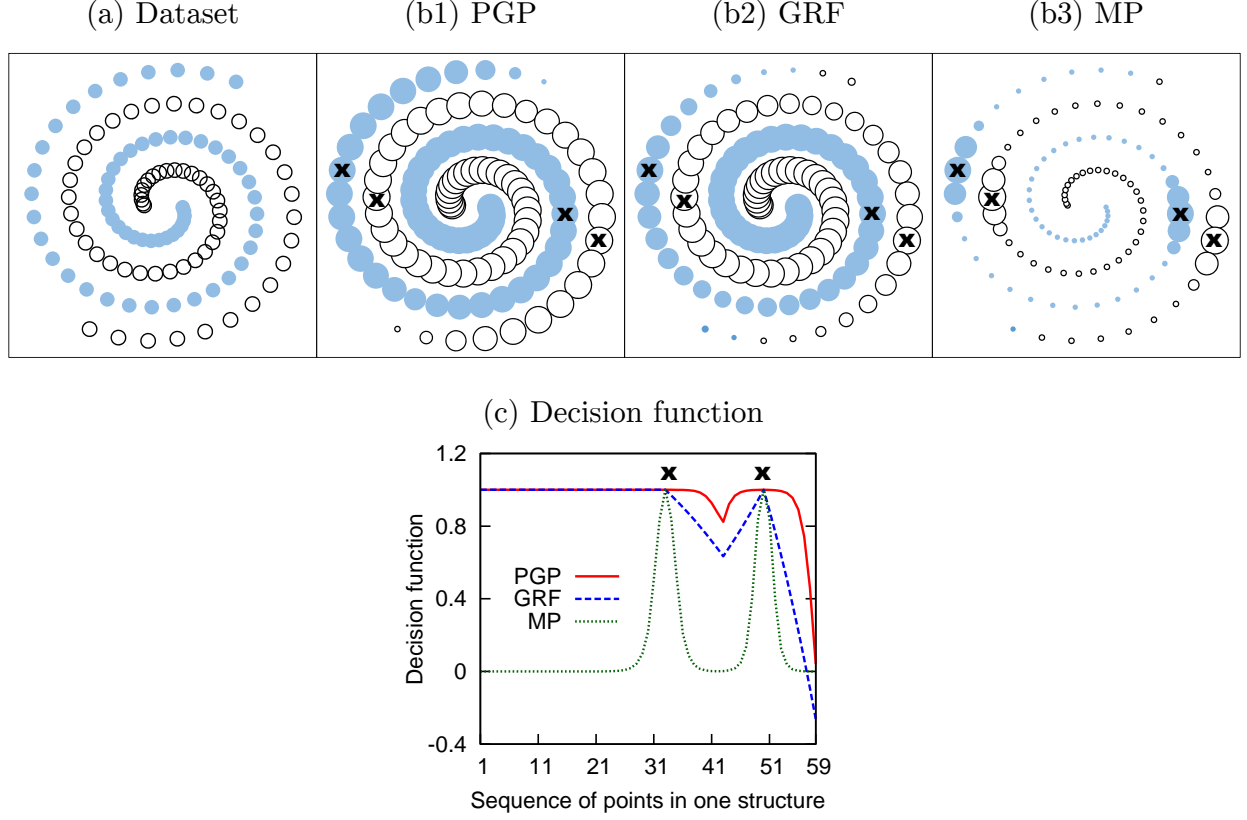 (a) Dataset
(b1) PGP
(b2) GRF
(b3) MP
x
x
x
x
x
x
x
x
x
x
x
x
(c) Decision function
1.2
0.8
0.4
0
-0.4
Decision function
x
x
PGP
GRF
MP
1
11
21
31
41
51
59
Sequence of points in one structure